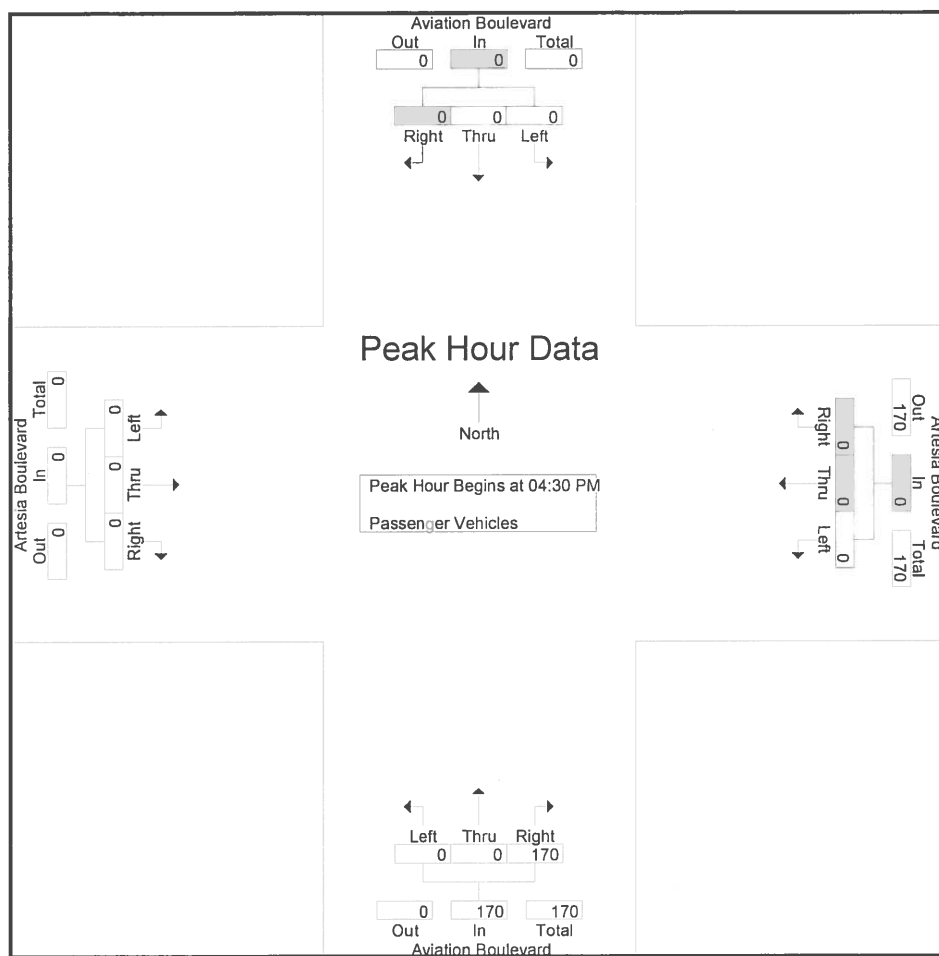 Aviation Boulevard
Out In Total
0 0 0
0 0 0
Right Thru Left
Peak Hour Data
North
Peak Hour Begins at 04:30 PM
Passenger Vehicles
Artesia Boulevard
Total In Out
0 0 0
0 0 0
Left Thru Right
Right Thru Left
0 0 0
170 0 170
Out In Total
Artesia Boulevard
Left Thru Right
0 0 170
0 170 170
Out In Total
Aviation Boulevard